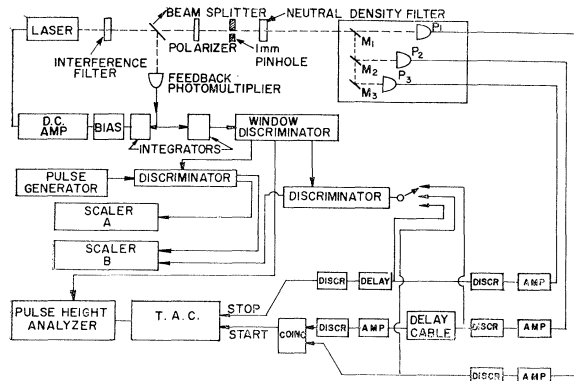 BEAM SPLITTER
NEUTRAL DENSITY FILTER
LASER
P1
INTERFERENCE
FILTER
POLARIZER
1mm
PINHOLE
M1
P2
M2
P3
M3
FEEDBACK
PHOTOMULTIPLIER
D.C.
AMP
BIAS
INTEGRATORS
WINDOW
DISCRIMINATOR
PULSE
GENERATOR
DISCRIMINATOR
DISCRIMINATOR
SCALER
A
SCALER
B
DISCR
DELAY
DISCR
AMP
STOP
PULSE HEIGHT
ANALYZER
T. A.C.
START
COINC
DISCR
AMP
DELAY
CABLE
DISCR
AMP
DISCR
AMP